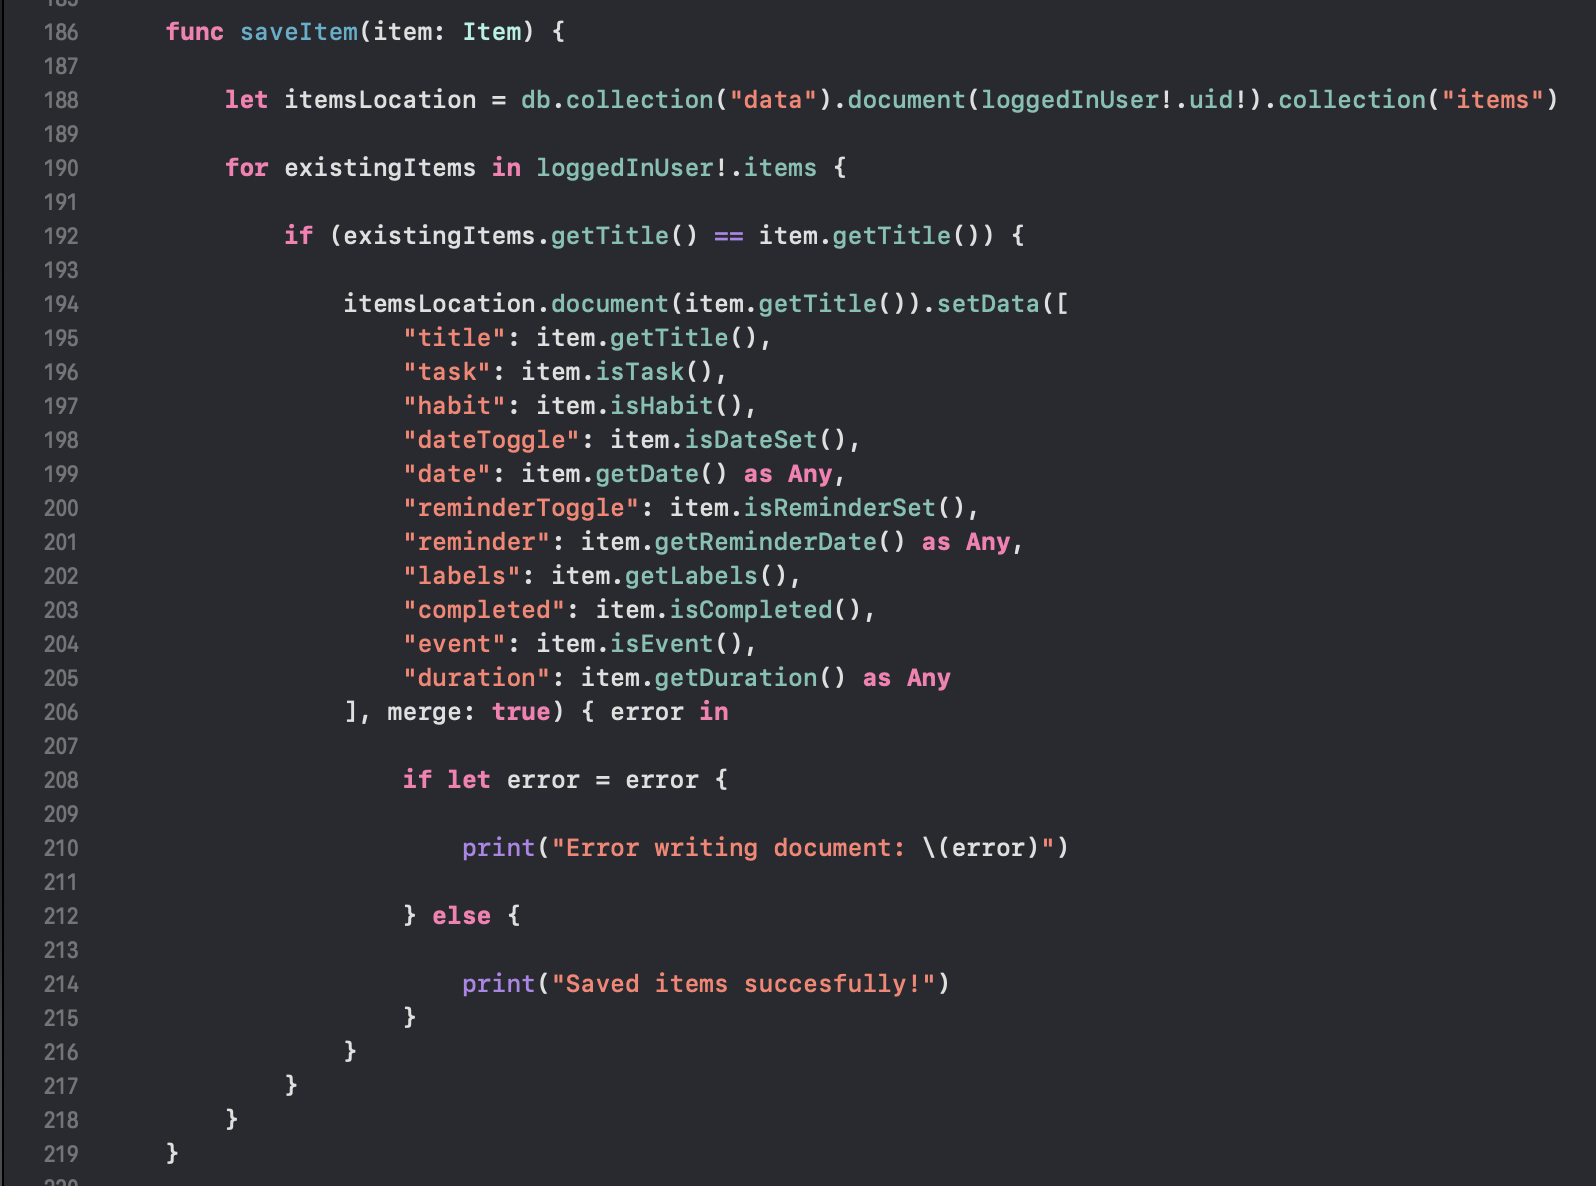 186 func saveItem(item: Item) {
187
188 let itemsLocation = db.collection("data").document(loggedInUser!.uid!).collection("items")
189
190 for existingItems in loggedInUser!.items {
191
192 if (existingItems.getTitle() == item.getTitle()) {
193
194 itemsLocation.document(item.getTitle()).setData([
195 "title": item.getTitle(),
196 "task": item.isTask(),
197 "habit": item.isHabit(),
198 "dateToggle": item.isDateSet(),
199 "date": item.getDate() as Any,
200 "reminderToggle": item.isReminderSet(),
201 "reminder": item.getReminderDate() as Any,
202 "labels": item.getLabels(),
203 "completed": item.isCompleted(),
204 "event": item.isEvent(),
205 "duration": item.getDuration() as Any
206 ], merge: true) { error in
207
208 if let error = error {
209
210 print("Error writing document: \(error)")
211
212 } else {
213
214 print("Saved items succesfully!")
215 }
216 }
217 }
218 }
219 }